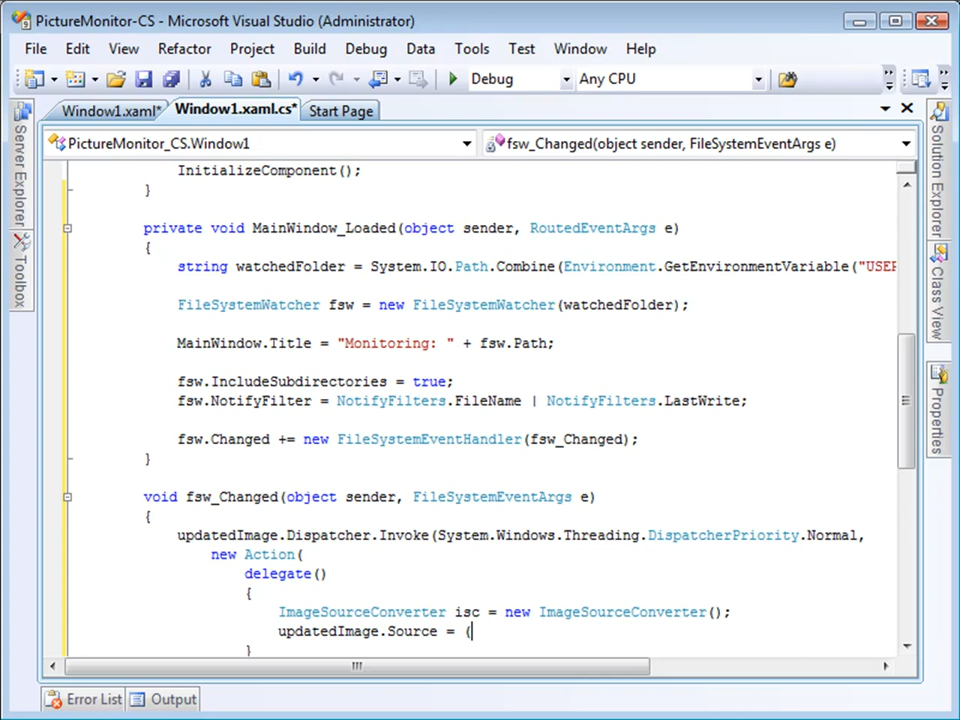 PictureMonitor-CS - Microsoft Visual Studio (Administrator)
File Edit View Refactor Project Build Debug Data Tools Test Window Help
Debug Any CPU
Window1.xaml* Window1.xaml.cs* Start Page
PictureMonitor_CS.Window1 fsw_Changed(object sender, FileSystemEventArgs e)
Server Explorer
Toolbox
InitializeComponent();
}
private void MainWindow_Loaded(object sender, RoutedEventArgs e)
{
string watchedFolder = System.IO.Path.Combine(Environment.GetEnvironmentVariable("USER
FileSystemWatcher fsw = new FileSystemWatcher(watchedFolder);
MainWindow.Title = "Monitoring: " + fsw.Path;
fsw.IncludeSubdirectories = true;
fsw.NotifyFilter = NotifyFilters.FileName | NotifyFilters.LastWrite;
fsw.Changed += new FileSystemEventHandler(fsw_Changed);
}
void fsw_Changed(object sender, FileSystemEventArgs e)
{
updatedImage.Dispatcher.Invoke(System.Windows.Threading.DispatcherPriority.Normal,
new Action(
delegate()
{
ImageSourceConverter isc = new ImageSourceConverter();
updatedImage.Source = (
}
Solution Explorer
Class View
Properties
Error List Output